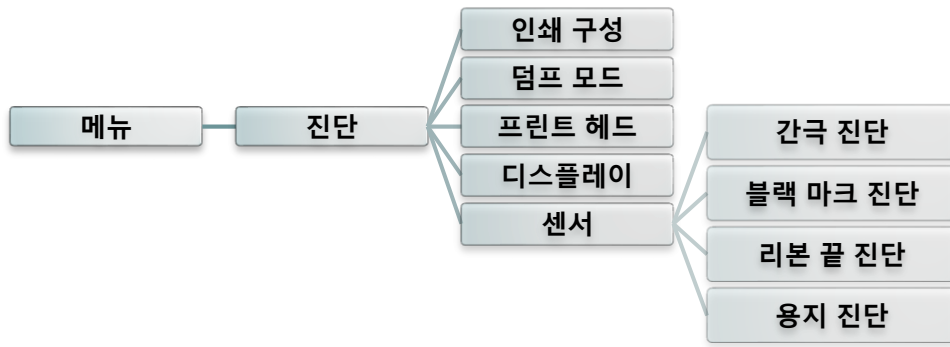 메뉴
진단
인쇄 구성
덤프 모드
프린트 헤드
디스플레이
센서
간극 진단
블랙 마크 진단
리본 끝 진단
용지 진단